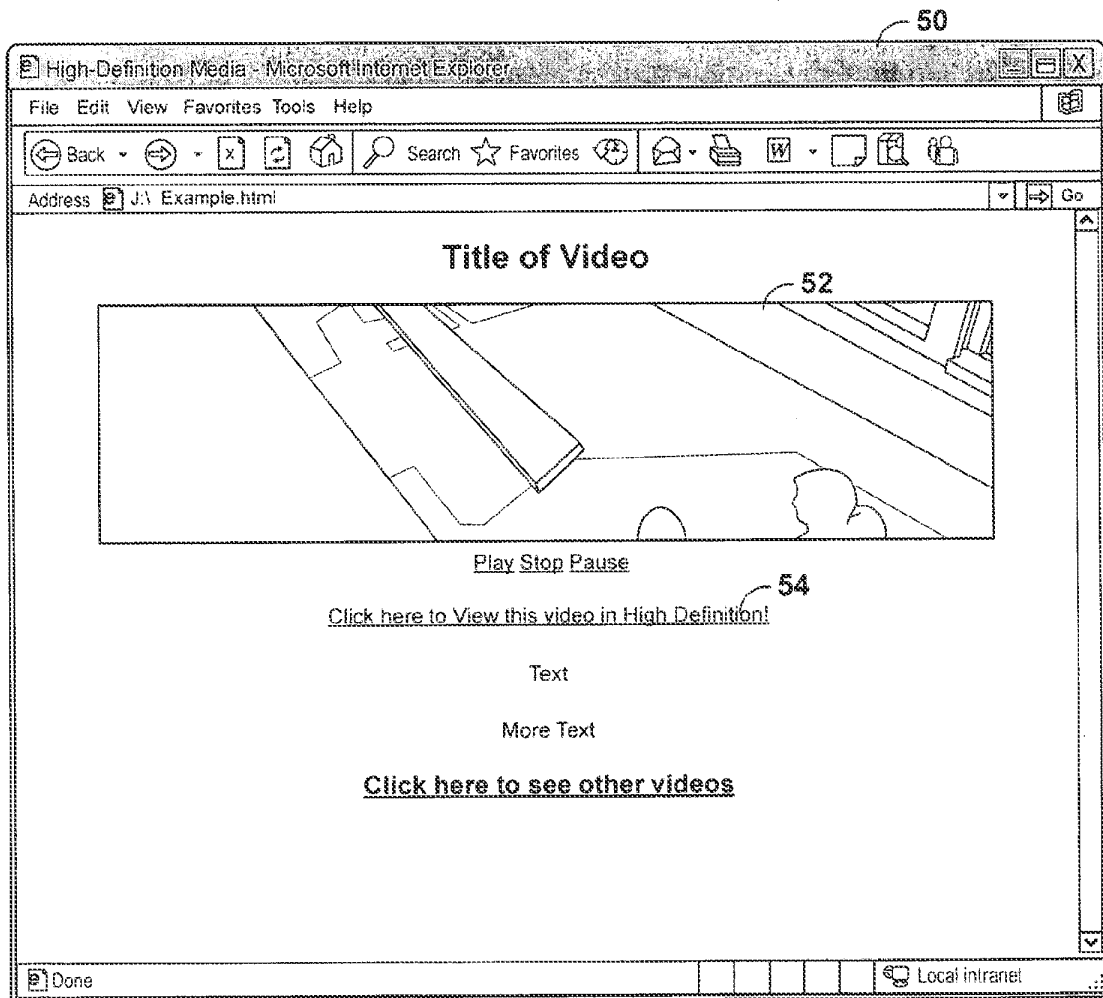 50
High-Definition Media - Microsoft Internet Explorer
File Edit View Favorites Tools Help
Back Search Favorites W
Address J:\ Example.html Go
Title of Video
52
Play Stop Pause
54
Click here to View this video in High Definition!
Text
More Text
Click here to see other videos
Done Local intranet